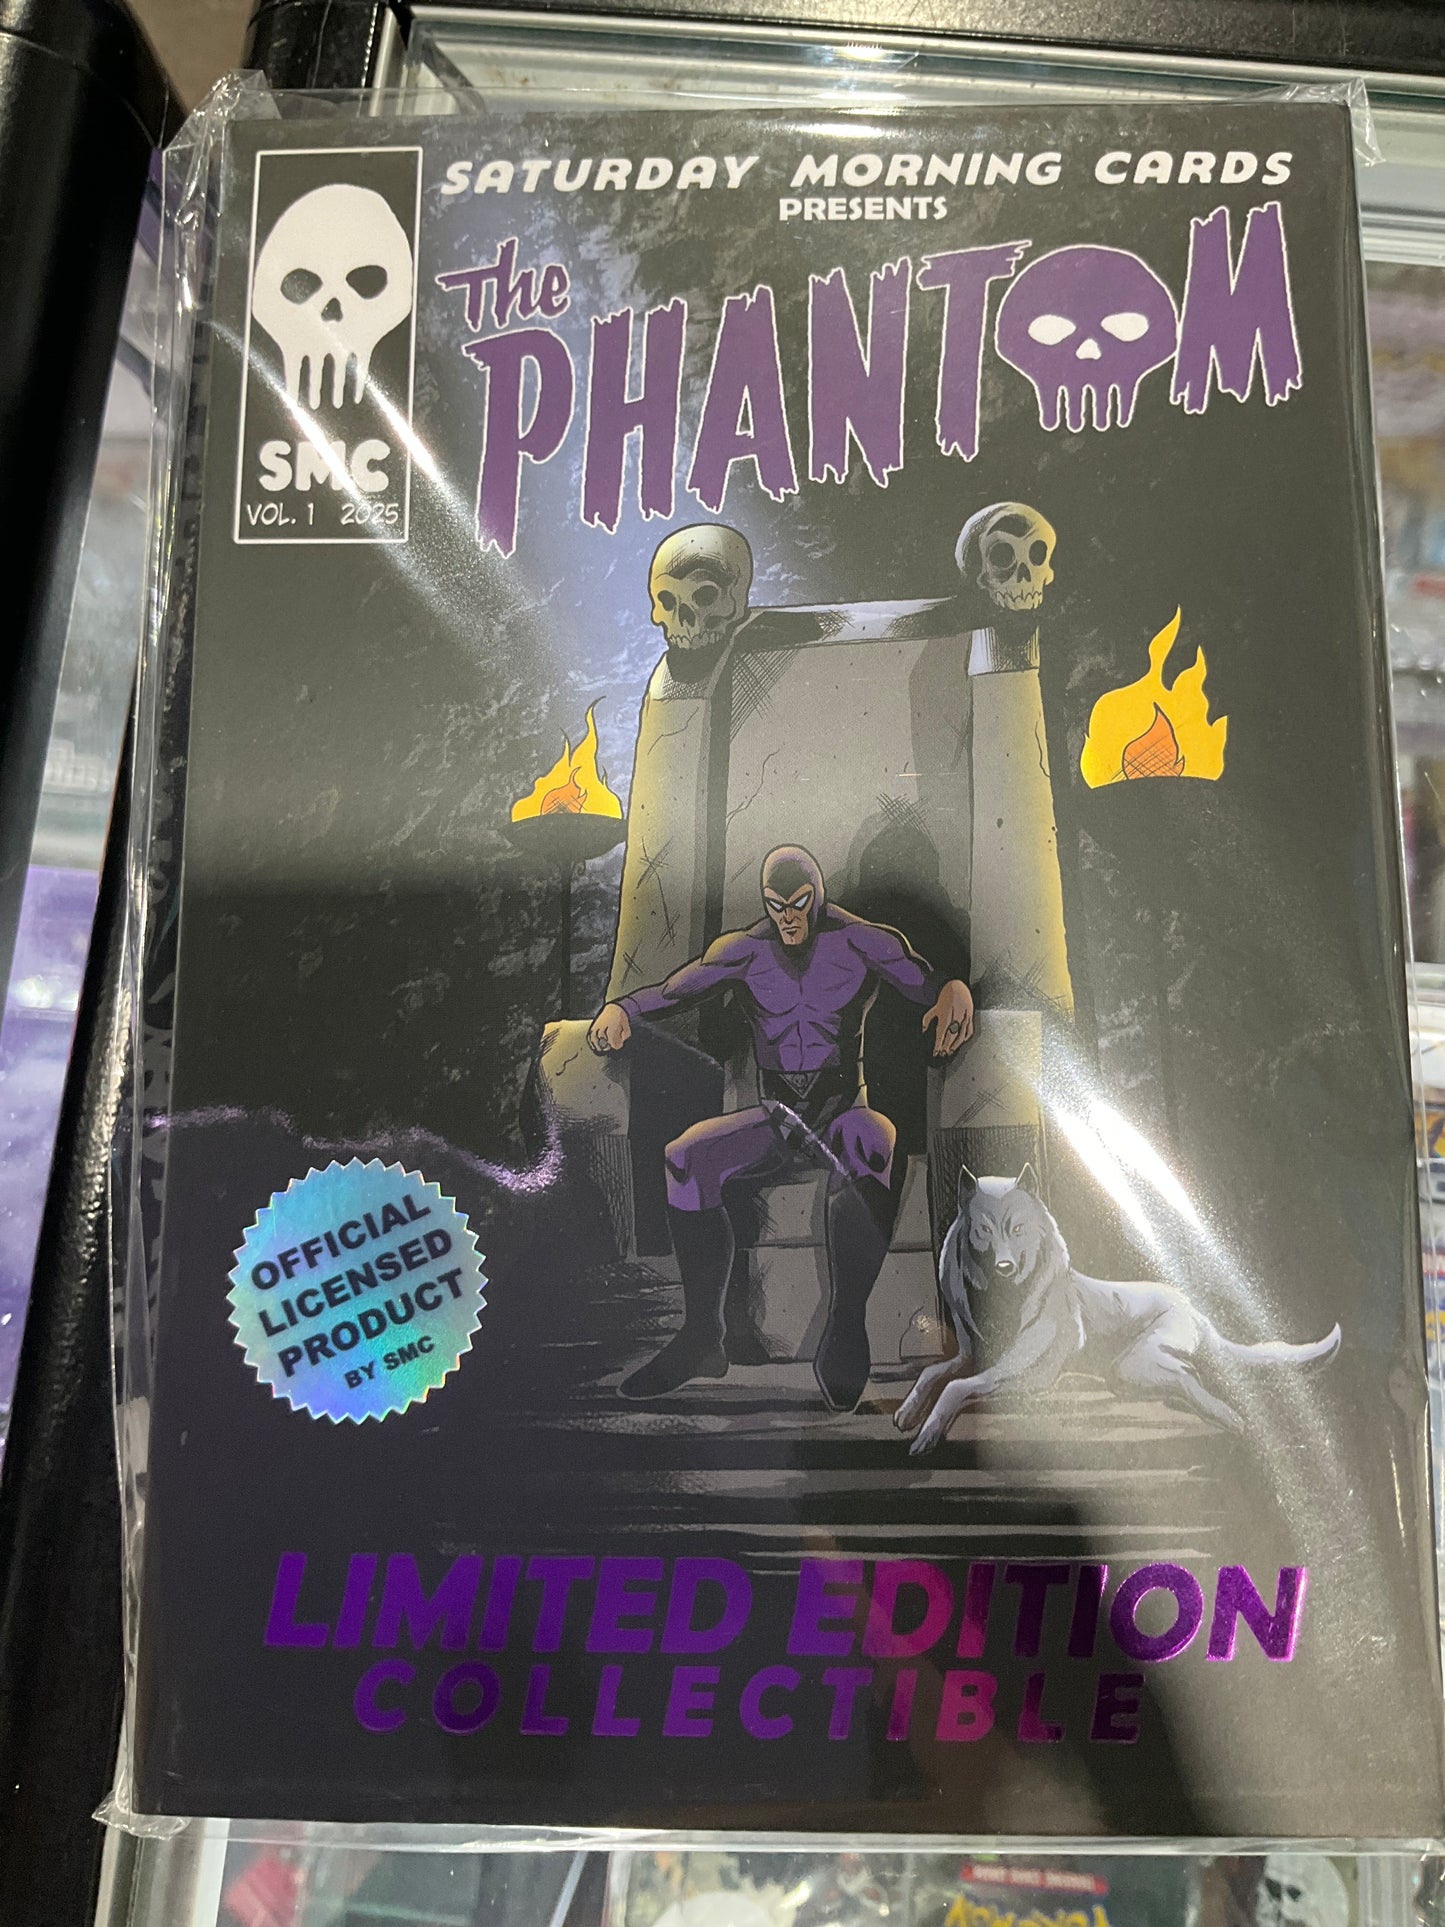 SATURDAY MORNING CARDS
PRESENTS
The
PHANTOM
SMC
VOL. 1 2025
OFFICIAL
LICENSED
PRODUCT
BY SMC
LIMITED EDITION
COLLECTIBLE